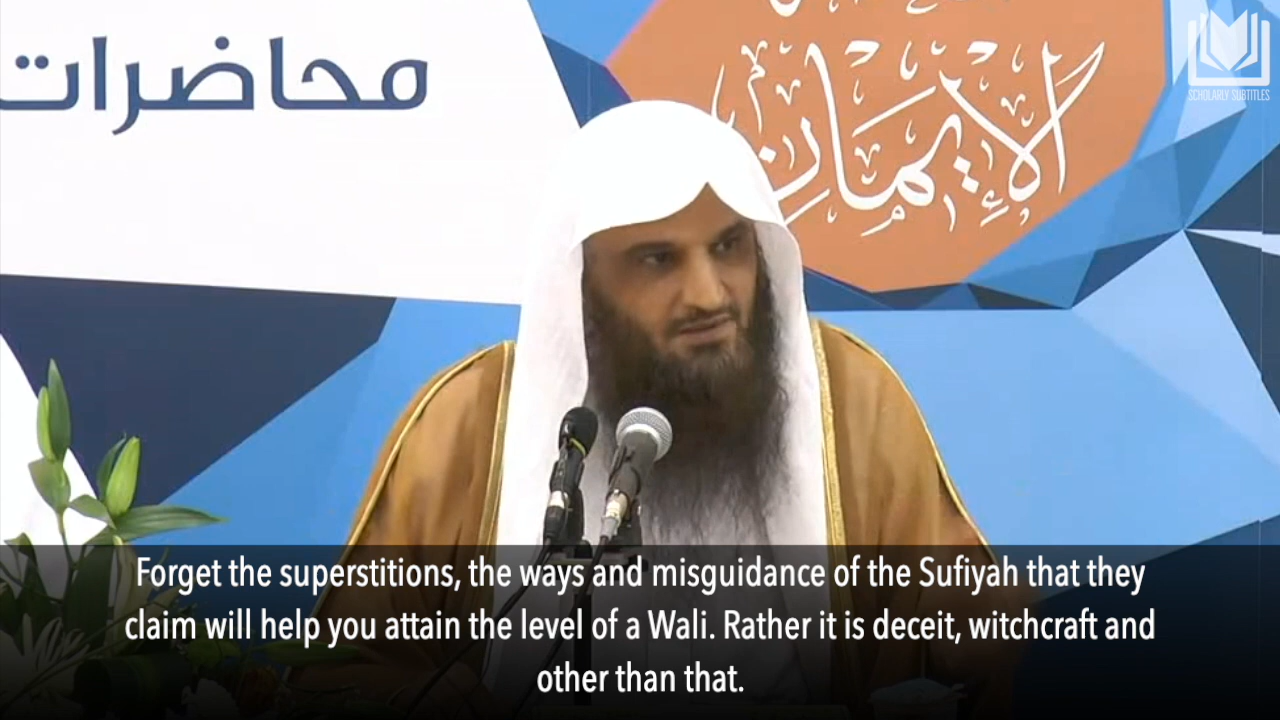 محاضرات
الإيمان
SCHOLARLY SUBTITLES
Forget the superstitions, the ways and misguidance of the Sufiyah that they
claim will help you attain the level of a Wali. Rather it is deceit, witchcraft and
other than that.